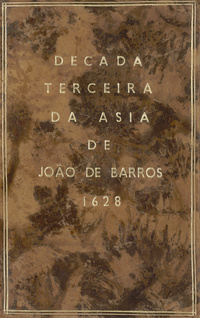 DECADA
TERCEIRA
DA ASIA
DE
JOÃO DE BARROS
1628